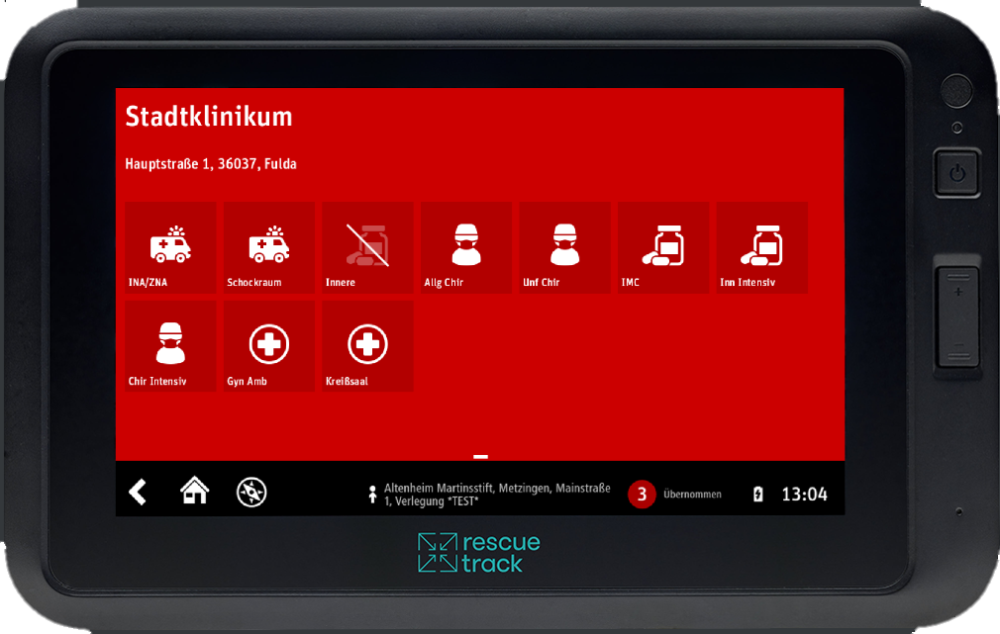 Stadtklinikum
Hauptstraße 1, 36037, Fulda
INA/ZNA
Schockraum
Innere
Allg Chir
Unf Chir
IMC
Inn Intensiv
Chir Intensiv
Gyn Amb
Kreißsaal
Altenheim Martinsstift, Metzingen, Mainstraße
1, Verlegung *TEST*
3
Übernommen
13:04
rescue
track